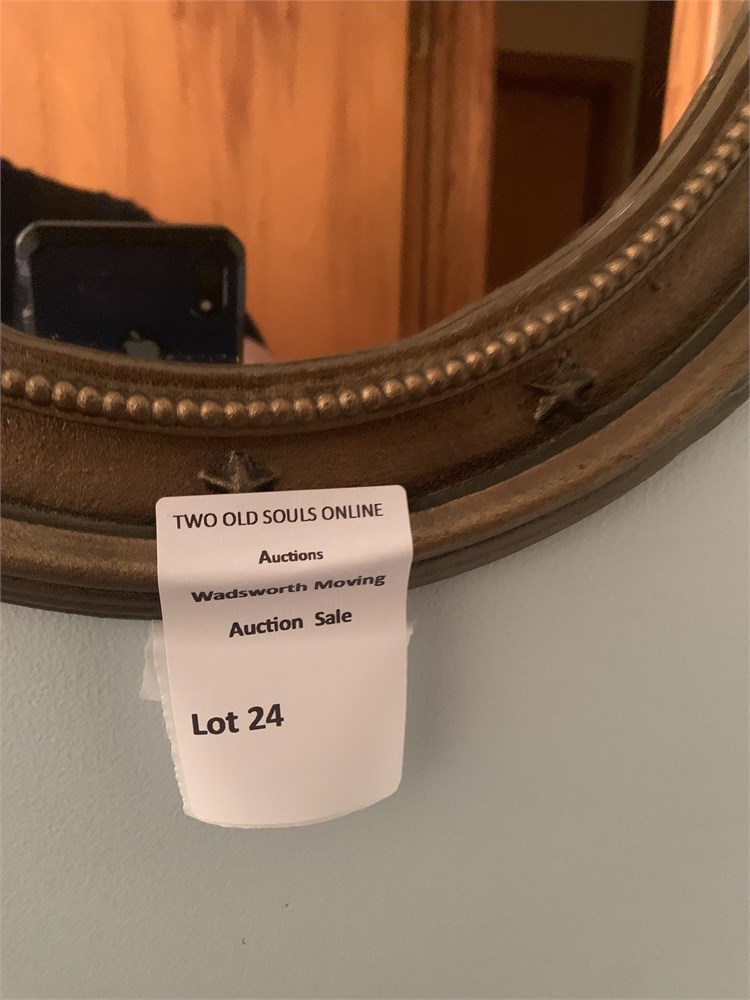 TWO OLD SOULS ONLINE
Auctions
Wadsworth Moving
Auction Sale
Lot 24